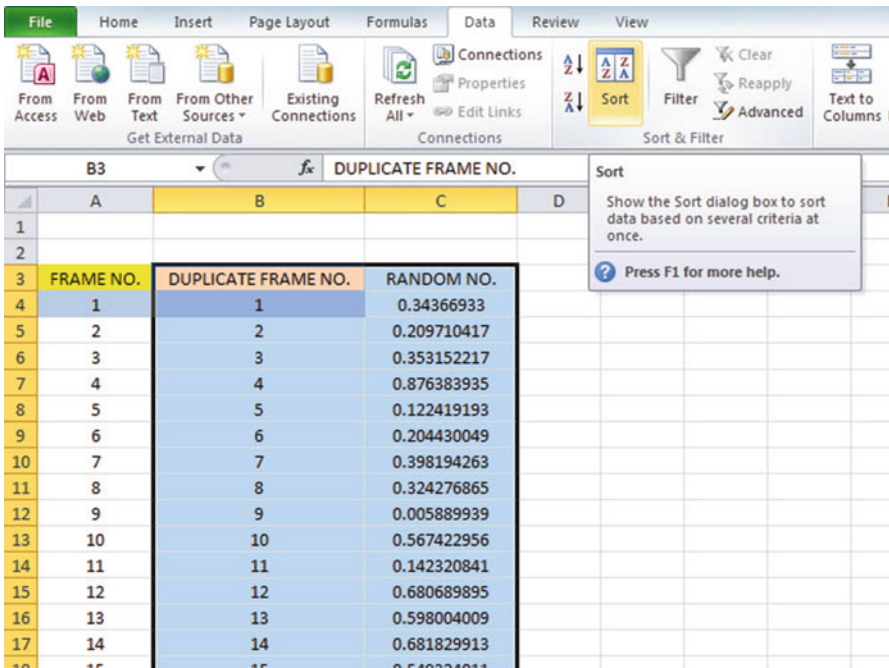 File Home Insert Page Layout Formulas Data Review View
From Access From Web From Text From Other Sources Existing Connections Refresh All Connections Properties Edit Links Sort Filter Clear Reapply Advanced Text to Columns
Get External Data Connections Sort & Filter
B3 fx DUPLICATE FRAME NO.
Sort
Show the Sort dialog box to sort
data based on several criteria at
once.
Press F1 for more help.
A B C D
1
2
3 FRAME NO. DUPLICATE FRAME NO. RANDOM NO.
4 1 1 0.34366933
5 2 2 0.209710417
6 3 3 0.353152217
7 4 4 0.876383935
8 5 5 0.122419193
9 6 6 0.204430049
10 7 7 0.398194263
11 8 8 0.324276865
12 9 9 0.005889939
13 10 10 0.567422956
14 11 11 0.142320841
15 12 12 0.680689895
16 13 13 0.598004009
17 14 14 0.681829913